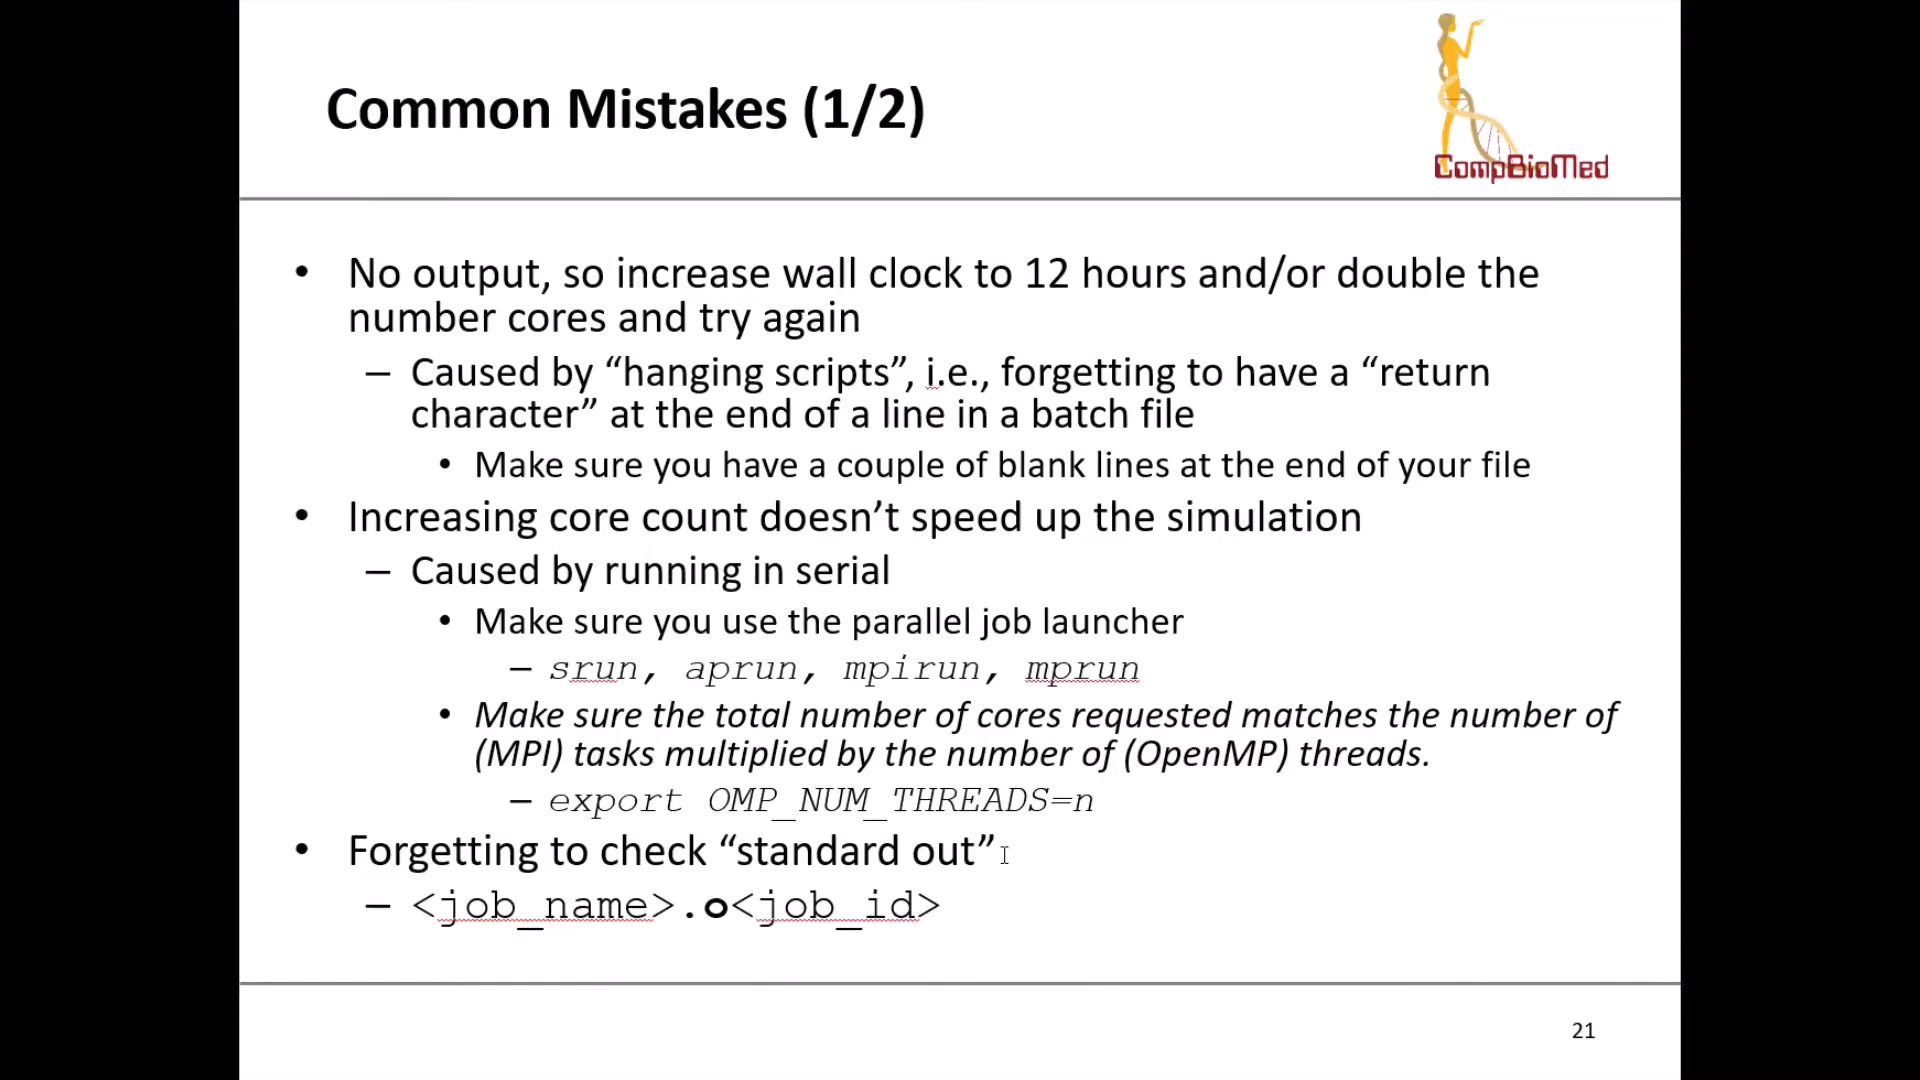 Common Mistakes (1/2)
CompBioMed
• No output, so increase wall clock to 12 hours and/or double the
number cores and try again
– Caused by “hanging scripts”, i.e., forgetting to have a “return
character” at the end of a line in a batch file
• Make sure you have a couple of blank lines at the end of your file
• Increasing core count doesn’t speed up the simulation
– Caused by running in serial
• Make sure you use the parallel job launcher
– srun, aprun, mpirun, mprun
• Make sure the total number of cores requested matches the number of
(MPI) tasks multiplied by the number of (OpenMP) threads.
– export OMP_NUM_THREADS=n
• Forgetting to check “standard out”
– <job_name>.o<job_id>
21